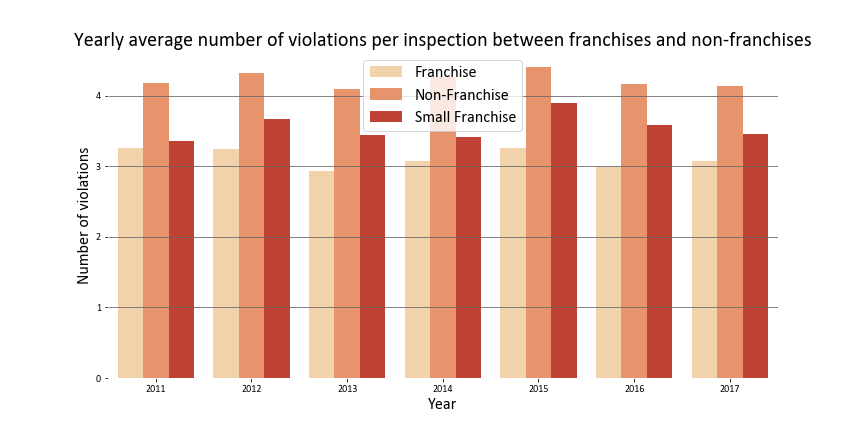 Yearly average number of violations per inspection between franchises and non-franchises
Franchise
Non-Franchise
Small Franchise
Number of violations
4
3
2
1
0
2011 2012 2013 2014 2015 2016 2017
Year